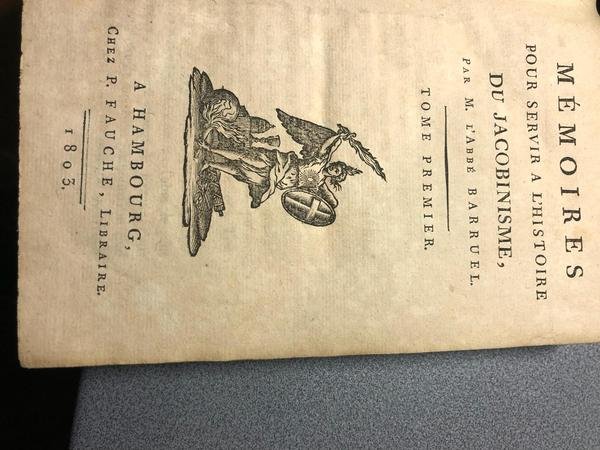 MÉMOIRES
POUR SERVIR A L'HISTOIRE
DU JACOBINISME,
PAR M. L'ABBÉ BARRUEL.
TOME PREMIER.
A HAMBOURG,
CHEZ P. FAUCHE, LIBRAIRE.
1803.